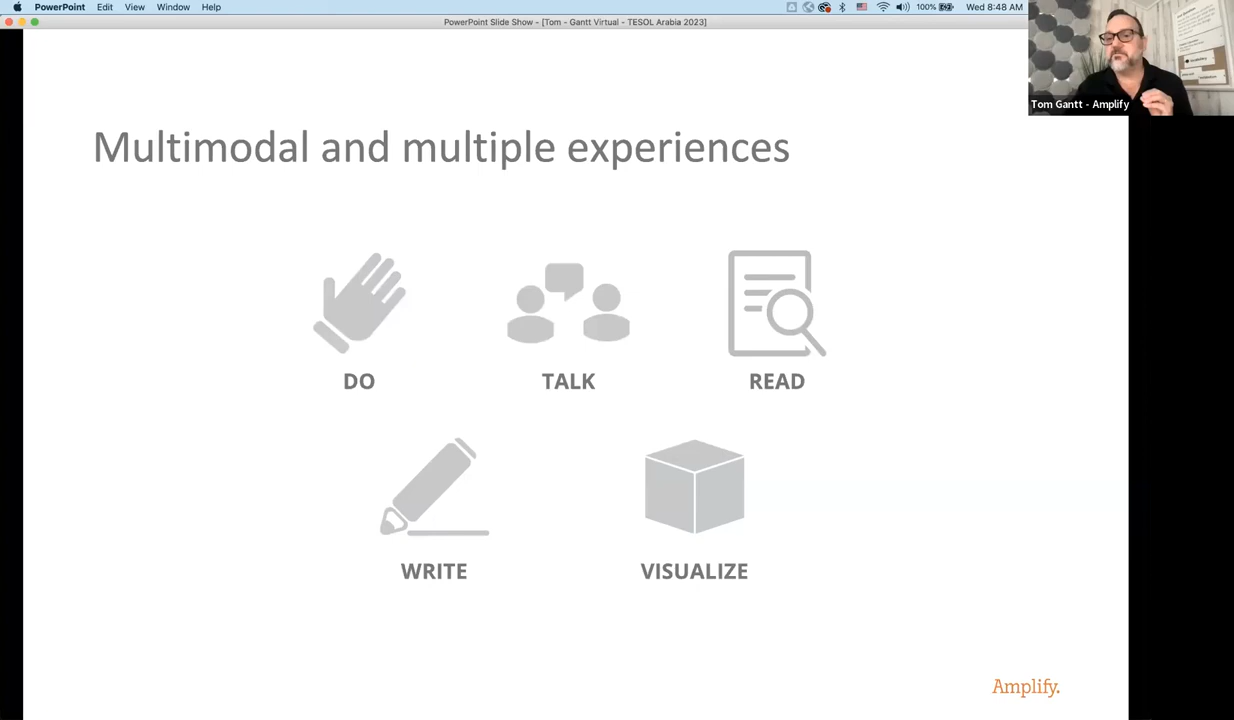 PowerPoint Edit View Window Help 100% Wed 8:48 AM
PowerPoint Slide Show - [Tom - Gantt Virtual - TESOL Arabia 2023]
Tom Gantt - Amplify
Multimodal and multiple experiences
DO TALK READ
WRITE VISUALIZE
Amplify.